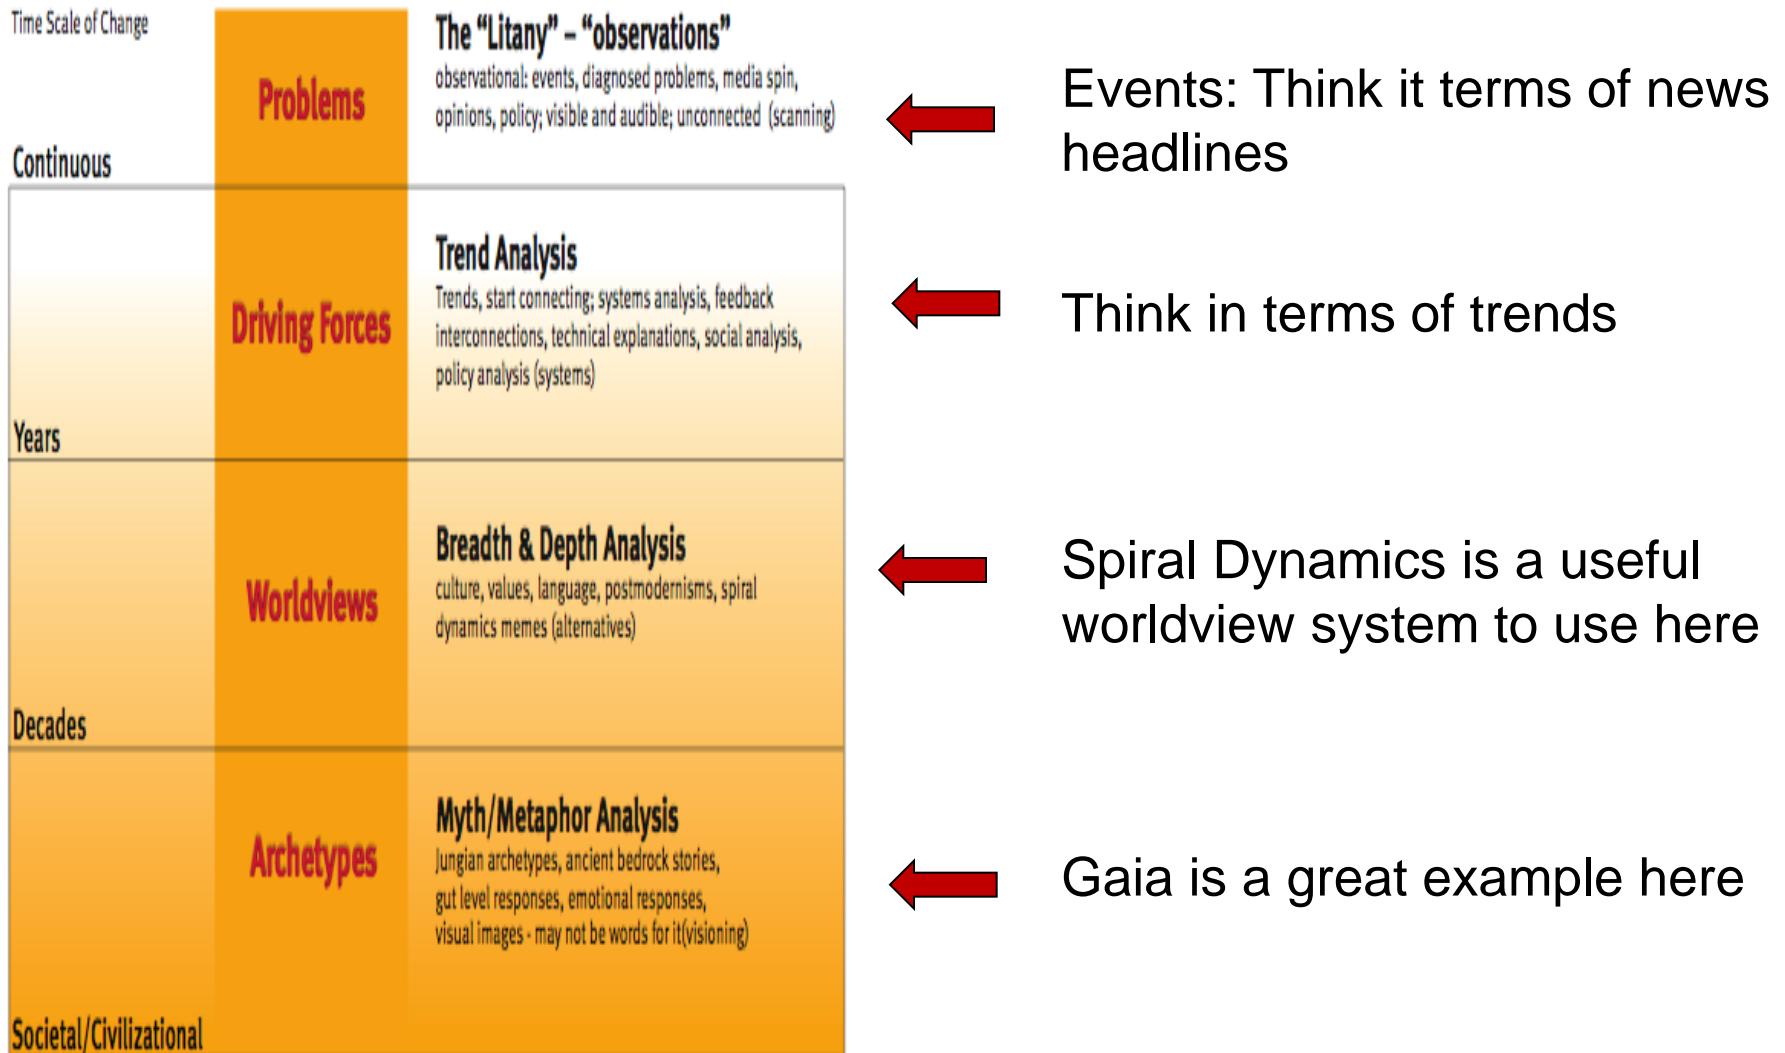 Time Scale of Change
Problems
The “Litany” – “observations”
observational: events, diagnosed problems, media spin,
opinions, policy; visible and audible; unconnected (scanning)
Events: Think it terms of news
headlines
Continuous
Driving Forces
Trend Analysis
Trends, start connecting; systems analysis, feedback
interconnections, technical explanations, social analysis,
policy analysis (systems)
Think in terms of trends
Years
Worldviews
Breadth & Depth Analysis
culture, values, language, postmodernisms, spiral
dynamics memes (alternatives)
Spiral Dynamics is a useful
worldview system to use here
Decades
Archetypes
Myth/Metaphor Analysis
Jungian archetypes, ancient bedrock stories,
gut level responses, emotional responses,
visual images - may not be words for it(visioning)
Gaia is a great example here
Societal/Civilizational